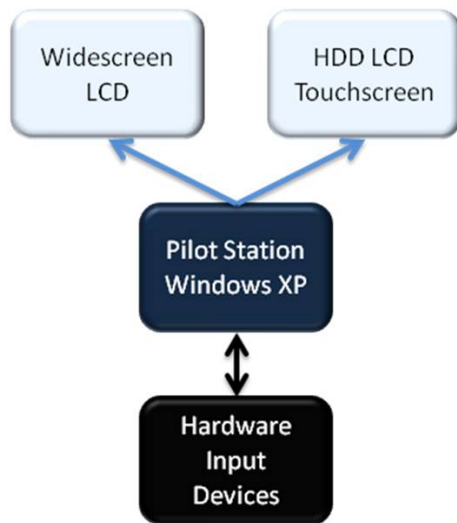 Widescreen
LCD
HDD LCD
Touchscreen
Pilot Station
Windows XP
Hardware
Input
Devices